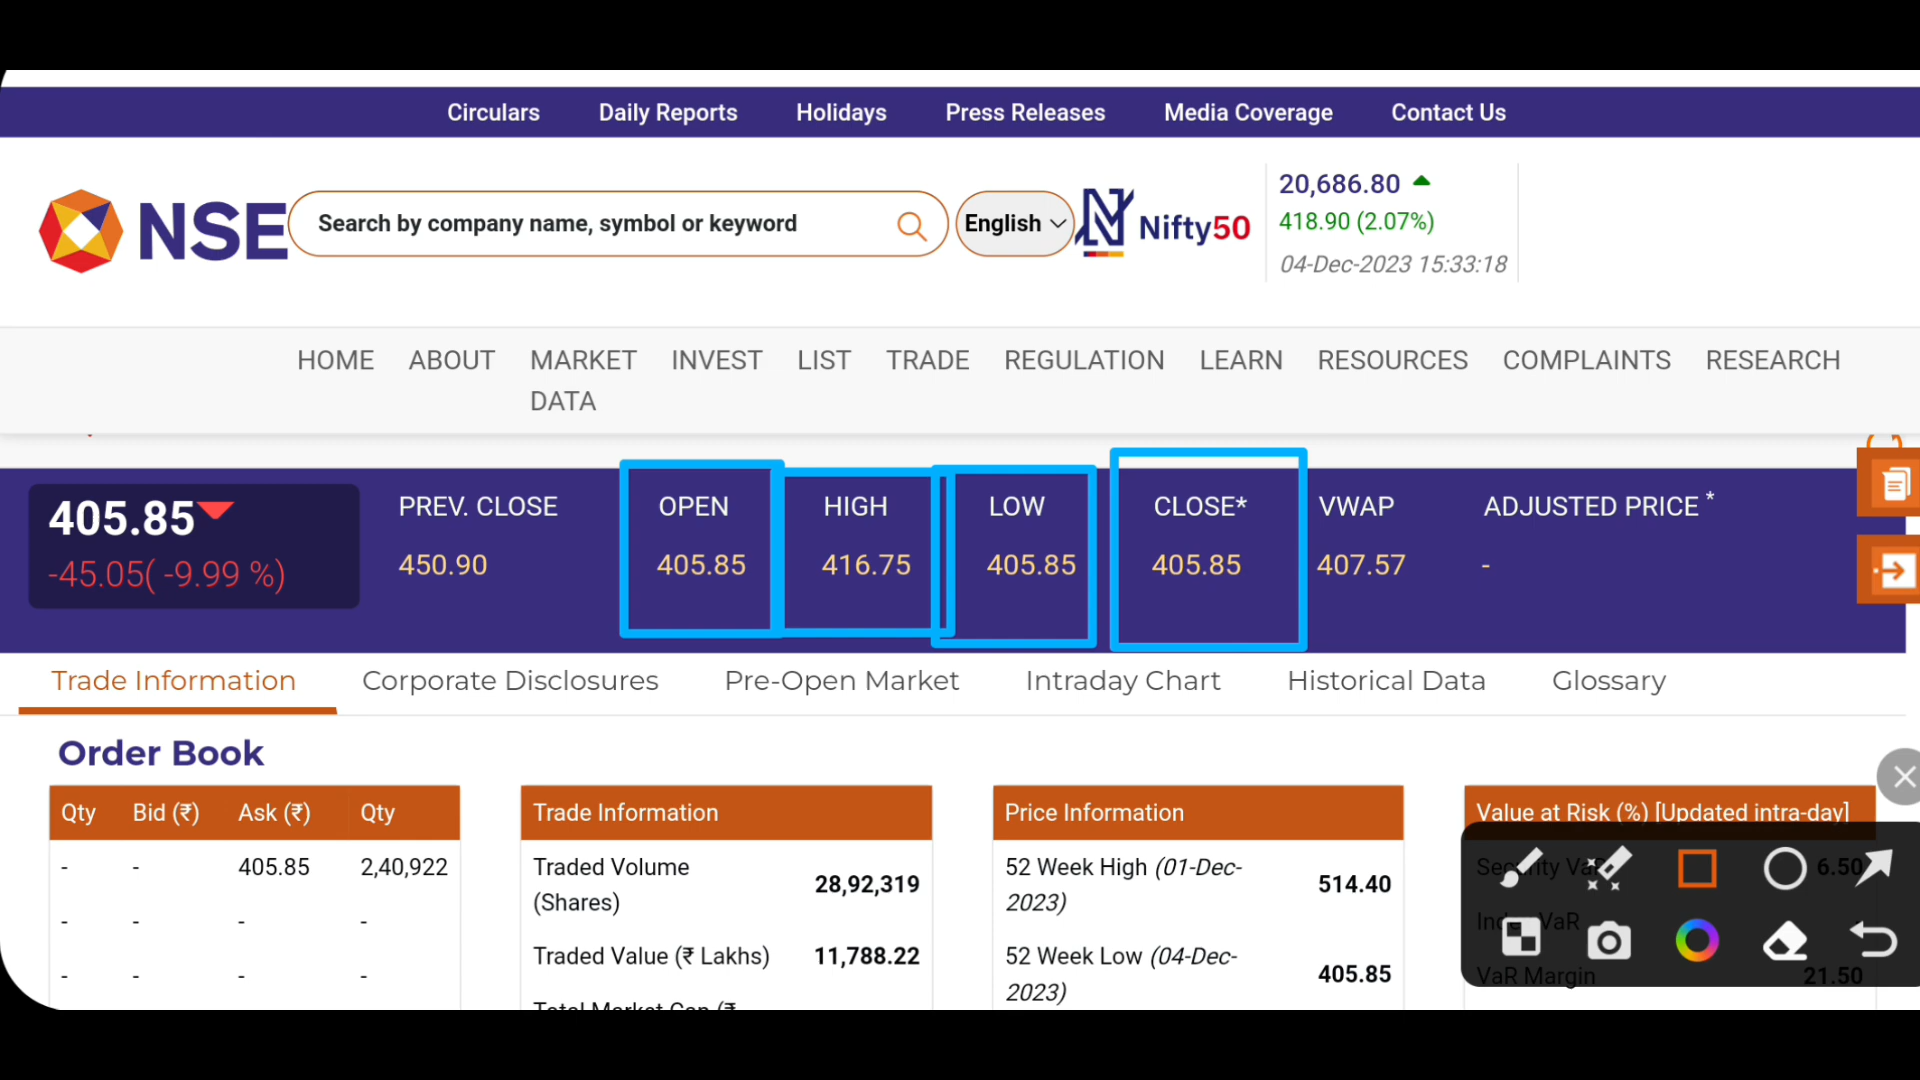 Circulars Daily Reports Holidays Press Releases Media Coverage Contact Us
NSE Search by company name, symbol or keyword English Nifty50
20,686.80
418.90 (2.07%)
04-Dec-2023 15:33:18
HOME ABOUT MARKET DATA INVEST LIST TRADE REGULATION LEARN RESOURCES COMPLAINTS RESEARCH
405.85
-45.05( -9.99 %)
PREV. CLOSE OPEN HIGH LOW CLOSE* VWAP ADJUSTED PRICE *
450.90 405.85 416.75 405.85 405.85 407.57 -
Trade Information Corporate Disclosures Pre-Open Market Intraday Chart Historical Data Glossary
Order Book
Qty Bid (₹) Ask (₹) Qty
- - 405.85 2,40,922
- - - -
- - - -
Trade Information
Traded Volume
(Shares) 28,92,319
Traded Value (₹ Lakhs) 11,788.22
Total Market Cap (₹
Price Information
52 Week High (01-Dec-
2023) 514.40
52 Week Low (04-Dec-
2023) 405.85
Value at Risk (%) [Updated intra-day]
6.50
VaR
VaR Margin 21.50